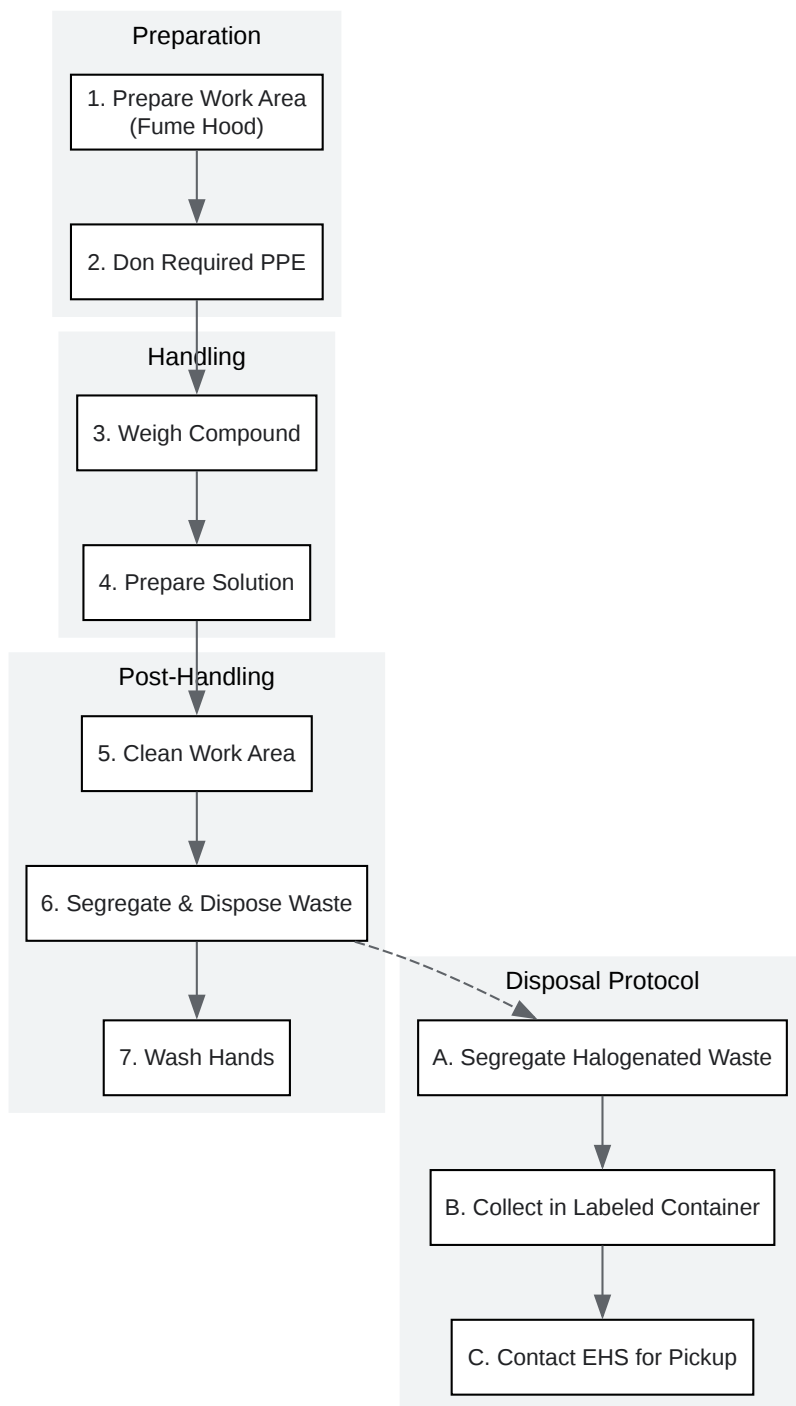 Preparation
1. Prepare Work Area
(Fume Hood)
2. Don Required PPE
Handling
3. Weigh Compound
4. Prepare Solution
Post-Handling
5. Clean Work Area
6. Segregate & Dispose Waste
7. Wash Hands
Disposal Protocol
A. Segregate Halogenated Waste
B. Collect in Labeled Container
C. Contact EHS for Pickup